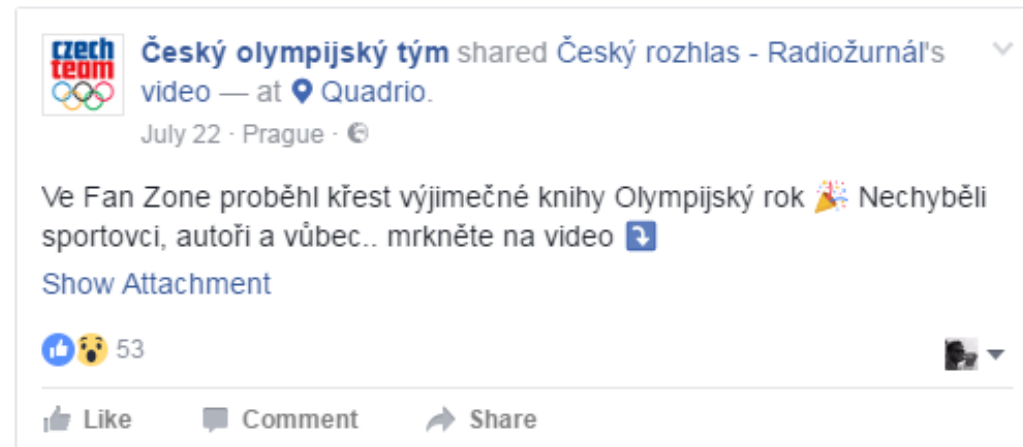 czech
team
Český olympijský tým shared Český rozhlas - Radiožurnál's
video — at Quadrio.
July 22 · Prague ·
Ve Fan Zone proběhl křest výjimečné knihy Olympijský rok 🎉 Nechyběli
sportovci, autoři a vůbec.. mrkněte na video ⤵
Show Attachment
53
Like Comment Share